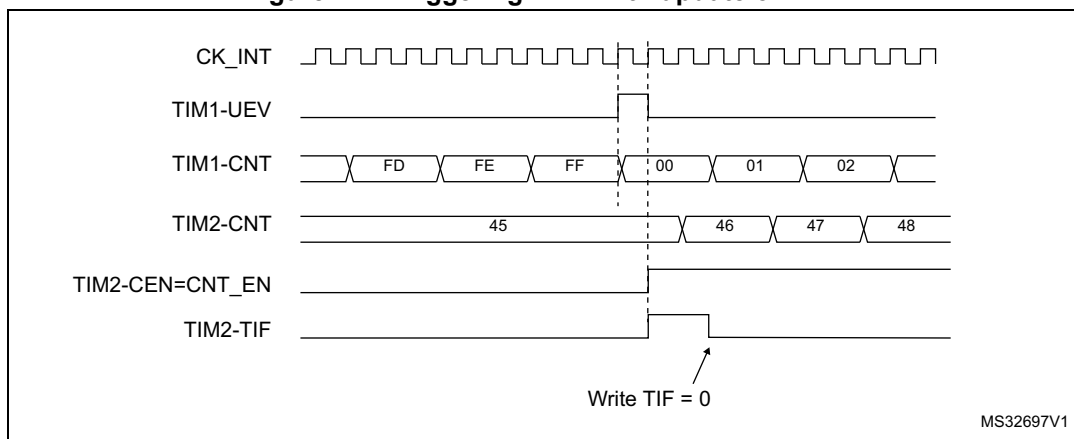 CK_INT
TIM1-UEV
TIM1-CNT FD FE FF 00 01 02
TIM2-CNT 45 46 47 48
TIM2-CEN=CNT_EN
TIM2-TIF
Write TIF = 0
MS32697V1